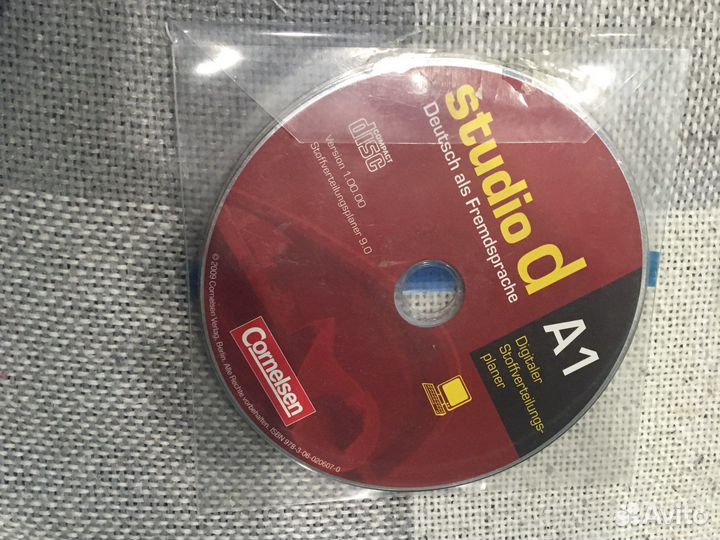 studio d
Deutsch als Fremdsprache
A1
Digitaler
Stoffverteilungs-
planer
COMPACT
disc
Version 1.00.00
Stoffverteilungsplaner 9.0
Cornelsen
© 2009 Cornelsen Verlag, Berlin. Alle Rechte vorbehalten. ISBN 978-3-06-020607-0
Avito